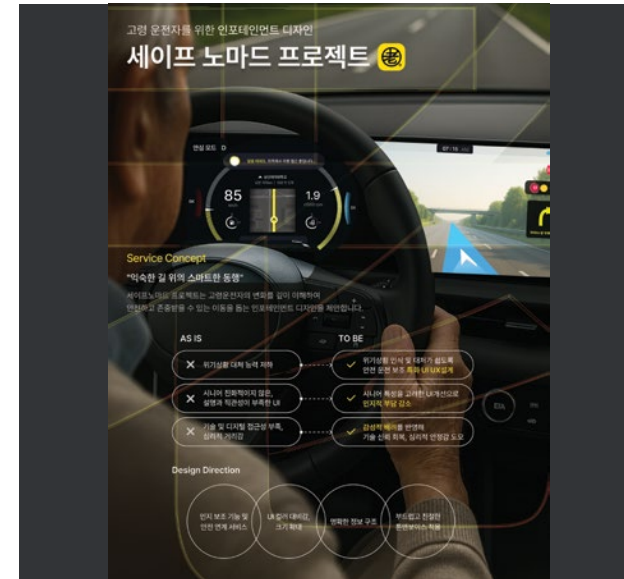 고령 운전자를 위한 인포테인먼트 디자인
세이프 노마드 프로젝트 老
안심 모드 D
85
1.9
07:10
Service Concept
"익숙한 길 위의 스마트한 동행"
세이프노마드 프로젝트는 고령운전자의 변화를 깊이 이해하여
안전하고 존중받을 수 있는 이동을 돕는 인포테인먼트 디자인을 제안합니다.
AS IS
TO BE
위기상황 대처 능력 저하
위기상황 인식 및 대처가 쉽도록
안전 운전 보조 특화 UI UX설계
시니어 친화적이지 않은,
설명과 직관성이 부족한 UI
시니어 특성을 고려한 UI개선으로
인지적 부담 감소
기술 및 디지털 접근성 부족,
심리적 거리감
감성적 배려를 반영해
기술 신뢰 회복, 심리적 안정감 도모
Design Direction
인지 보조 기능 및
안전 연계 서비스
UI 컬러 대비감,
크기 확대
명확한 정보 구조
부드럽고 친절한
톤앤보이스 적용